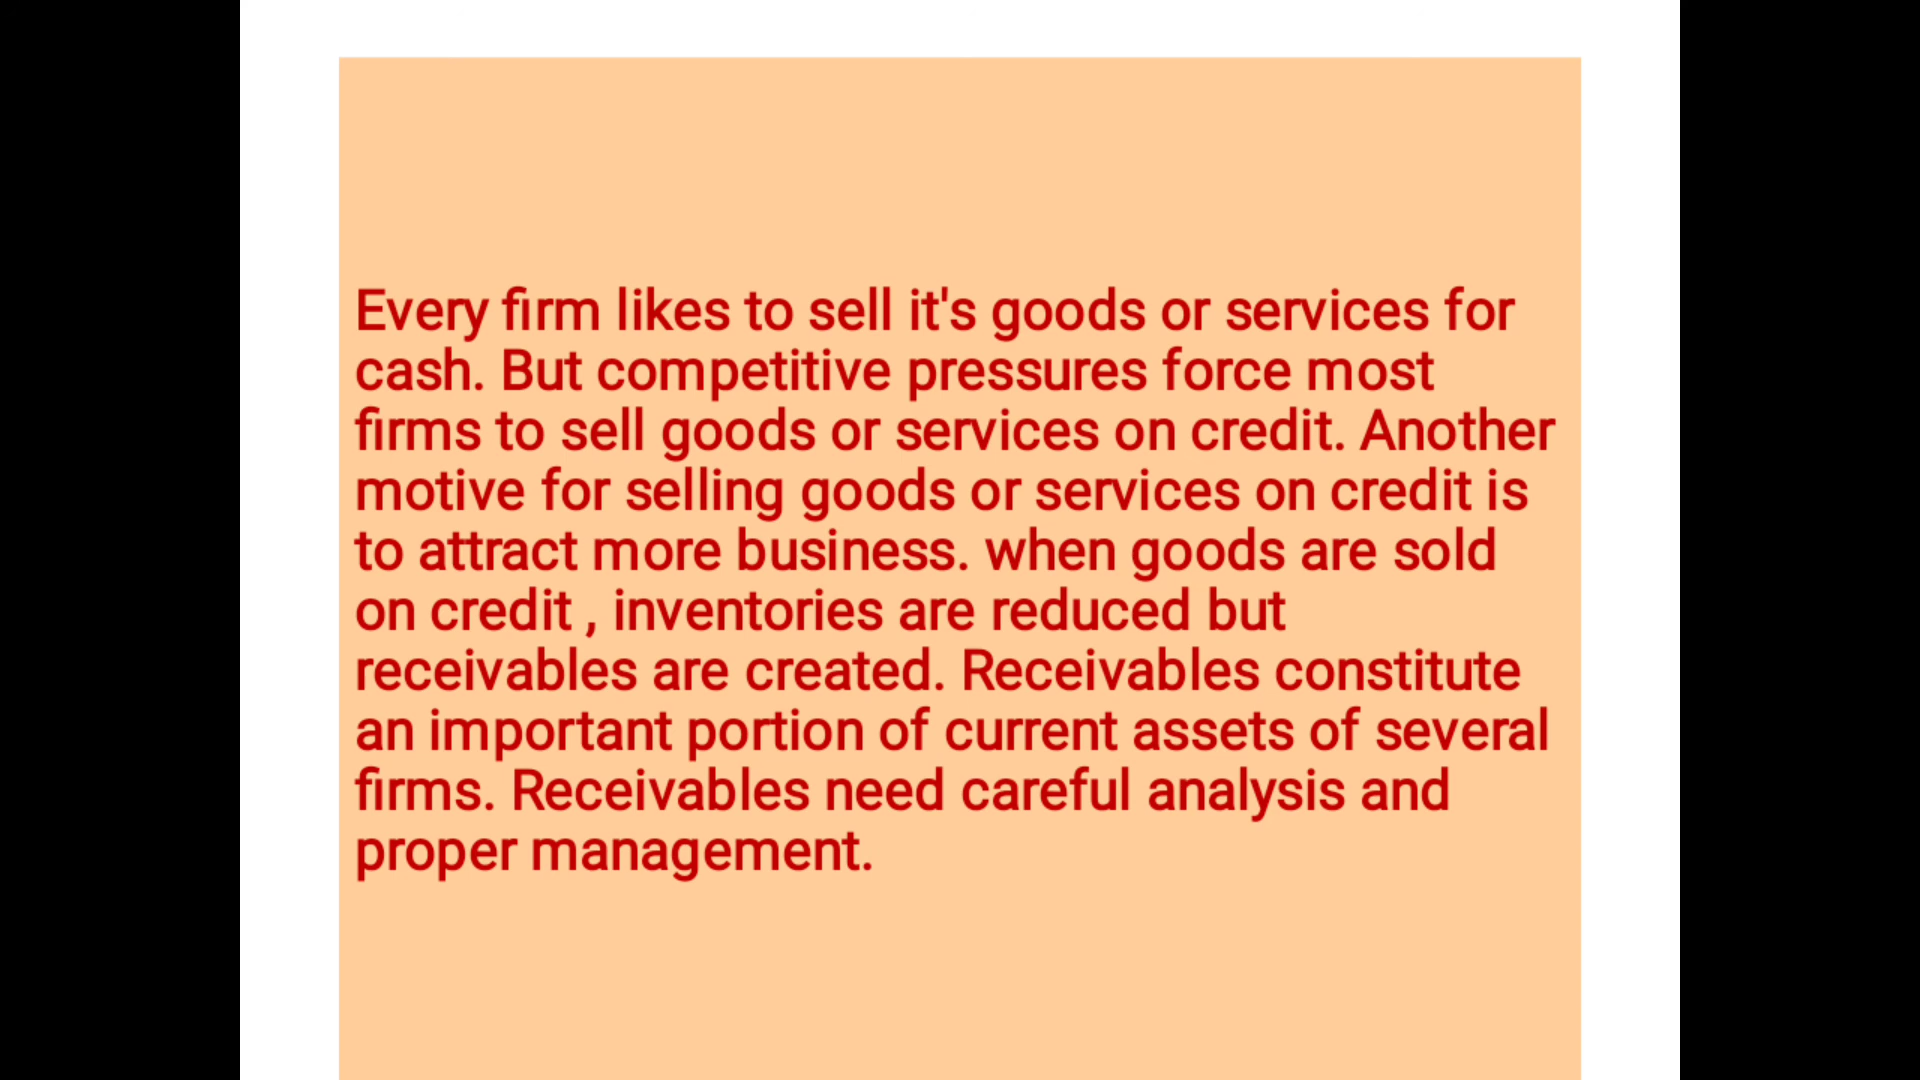 Every firm likes to sell it's goods or services for
cash. But competitive pressures force most
firms to sell goods or services on credit. Another
motive for selling goods or services on credit is
to attract more business. when goods are sold
on credit , inventories are reduced but
receivables are created. Receivables constitute
an important portion of current assets of several
firms. Receivables need careful analysis and
proper management.